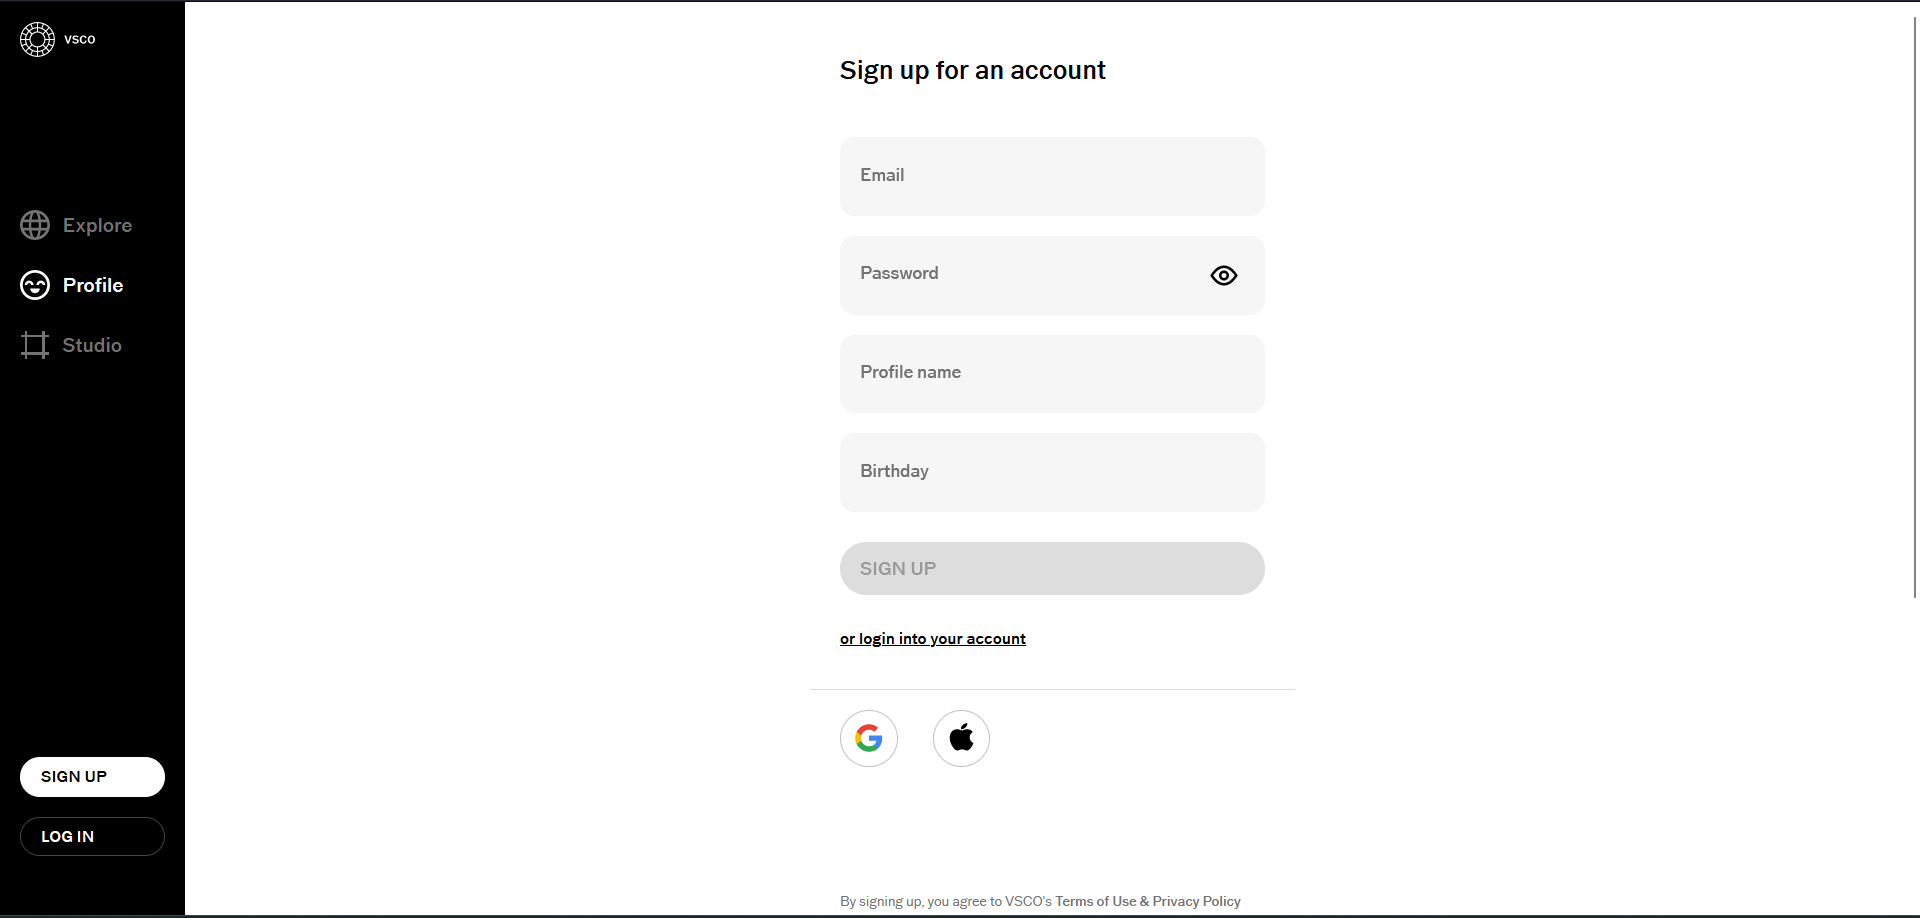 vsco
Explore
Profile
Studio
SIGN UP
LOG IN
Sign up for an account
Email
Password
Profile name
Birthday
SIGN UP
or login into your account
By signing up, you agree to VSCO's Terms of Use & Privacy Policy